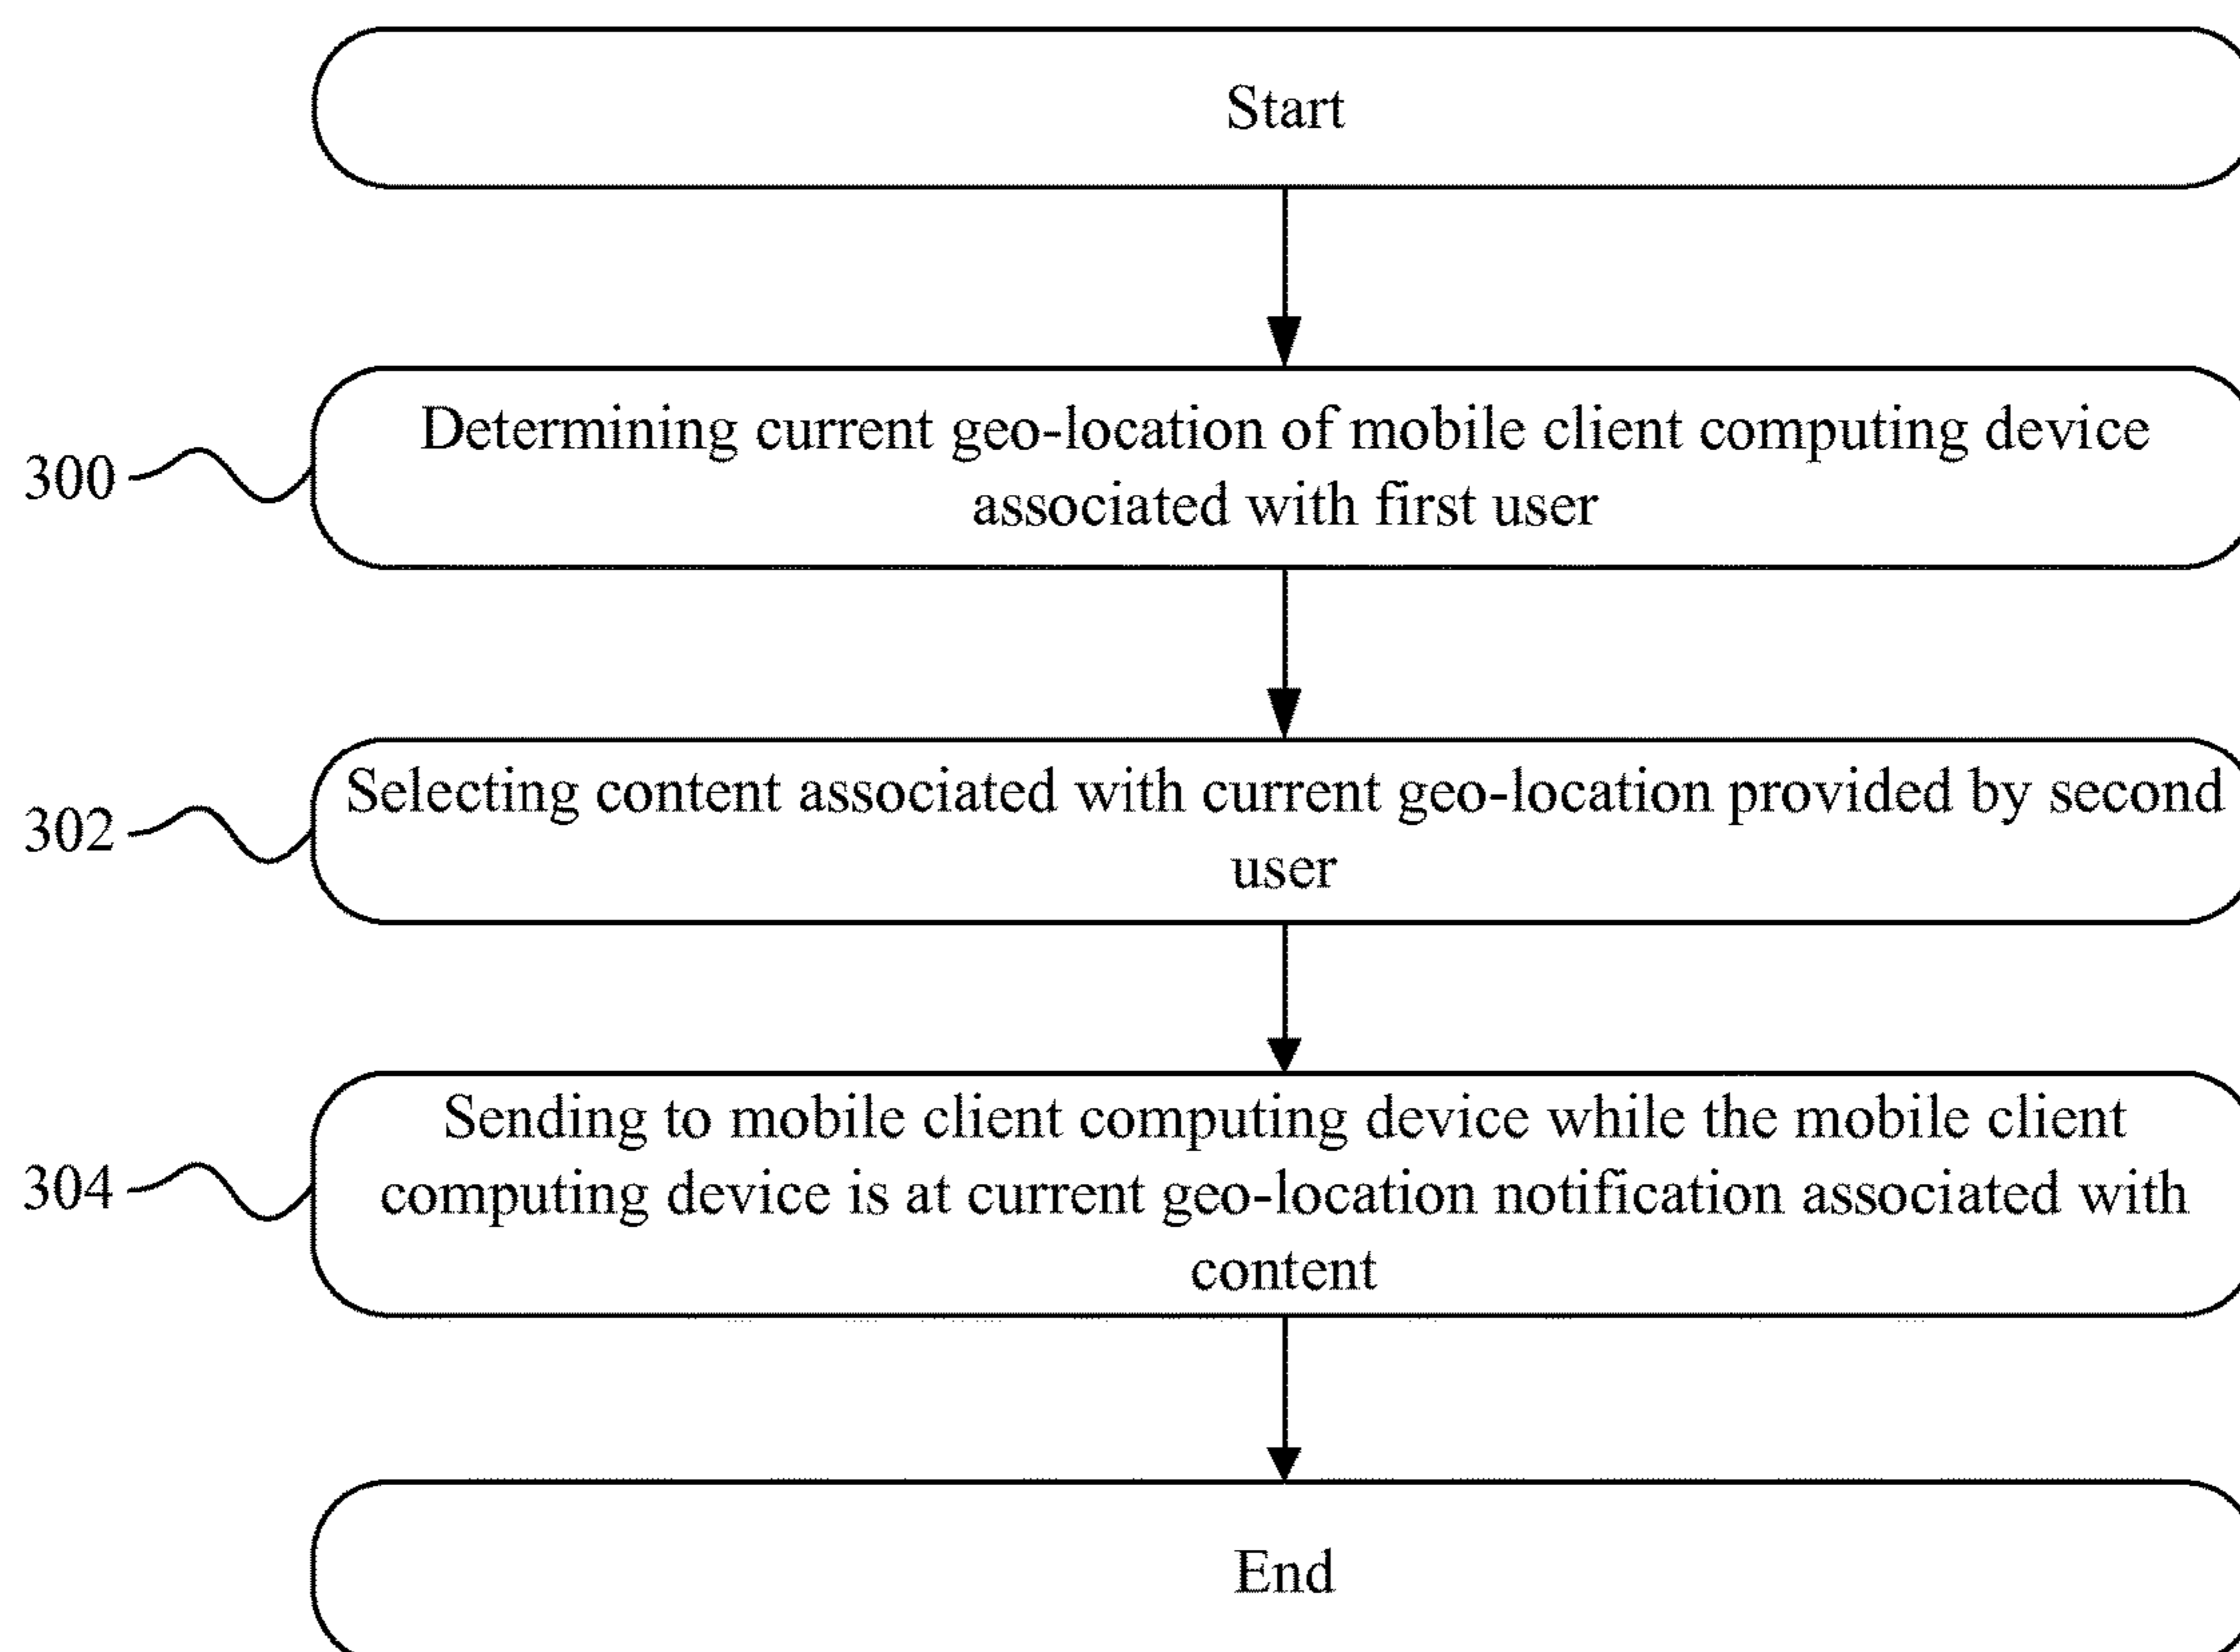 Start
300
Determining current geo-location of mobile client computing device
associated with first user
302
Selecting content associated with current geo-location provided by second
user
304
Sending to mobile client computing device while the mobile client
computing device is at current geo-location notification associated with
content
End